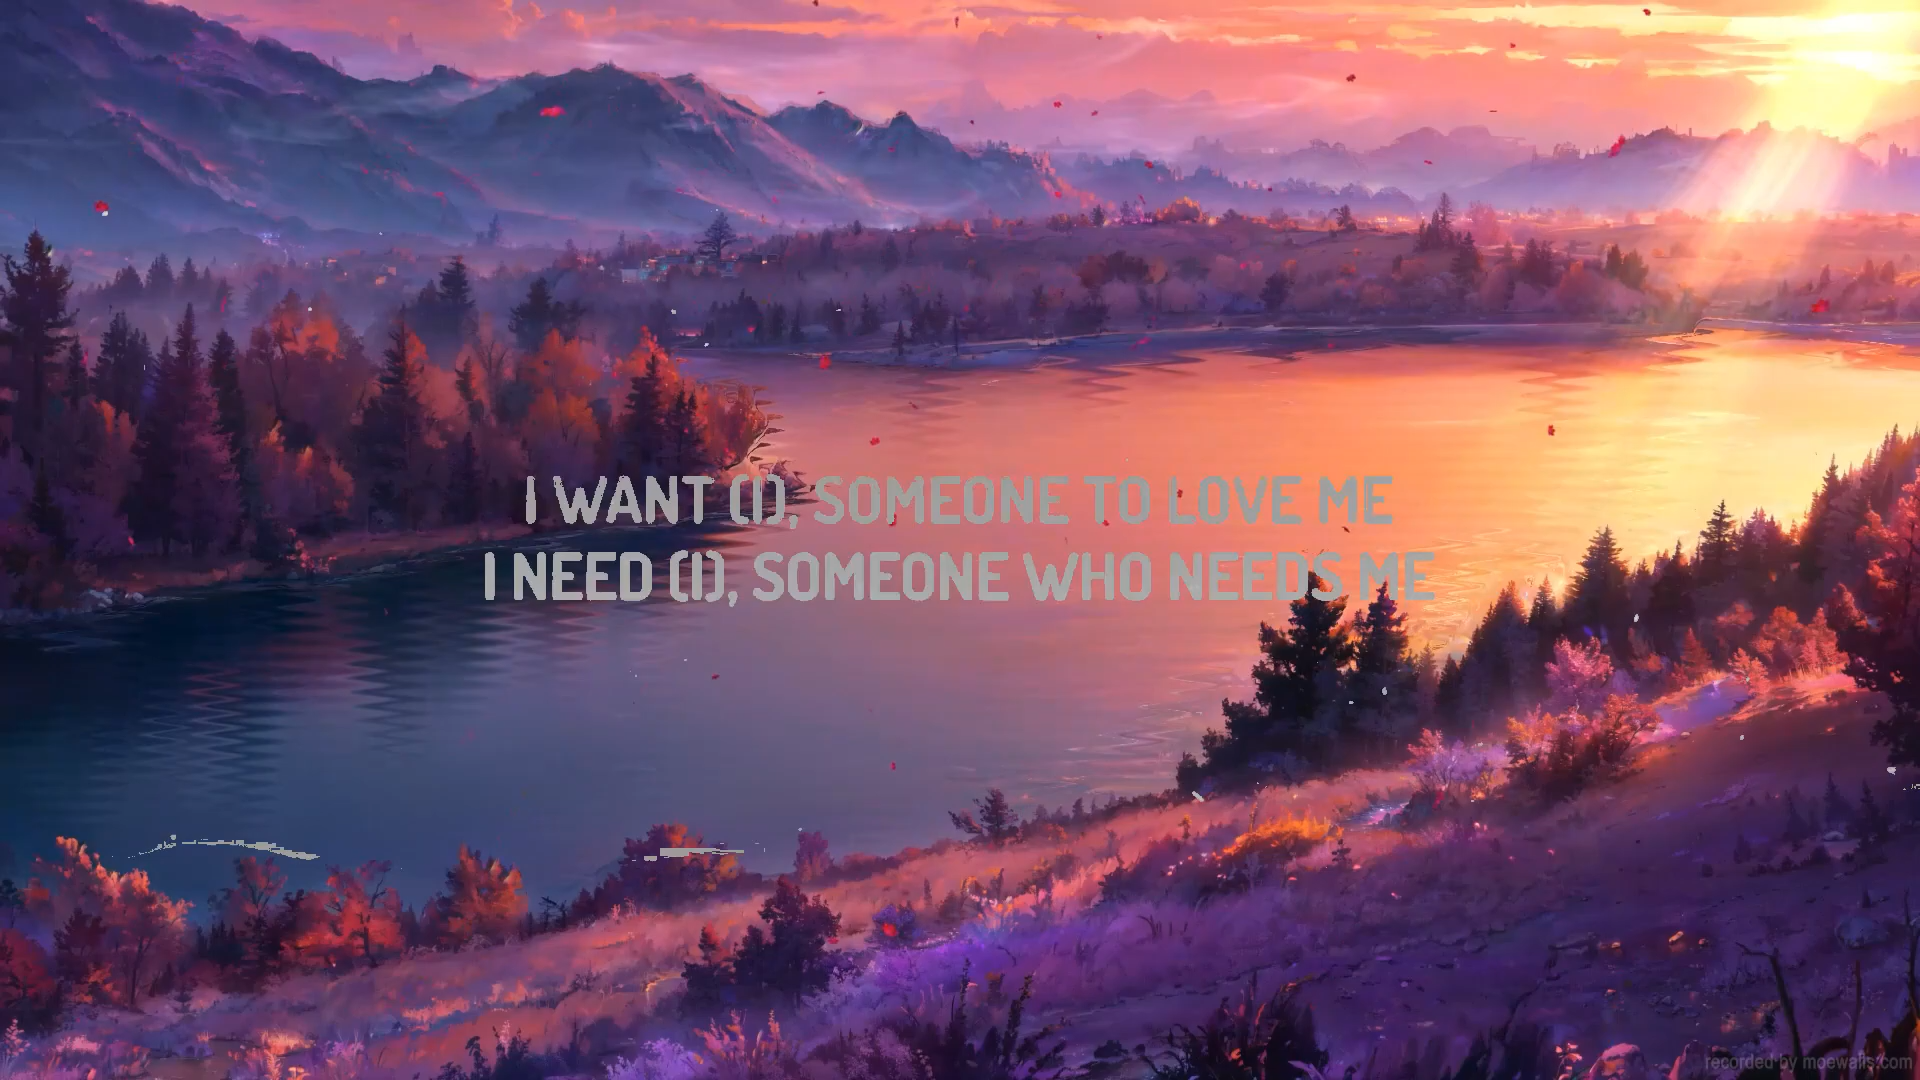 I WANT (I), SOMEONE TO LOVE ME
I NEED (I), SOMEONE WHO NEEDS ME
recorded by moewalls.com